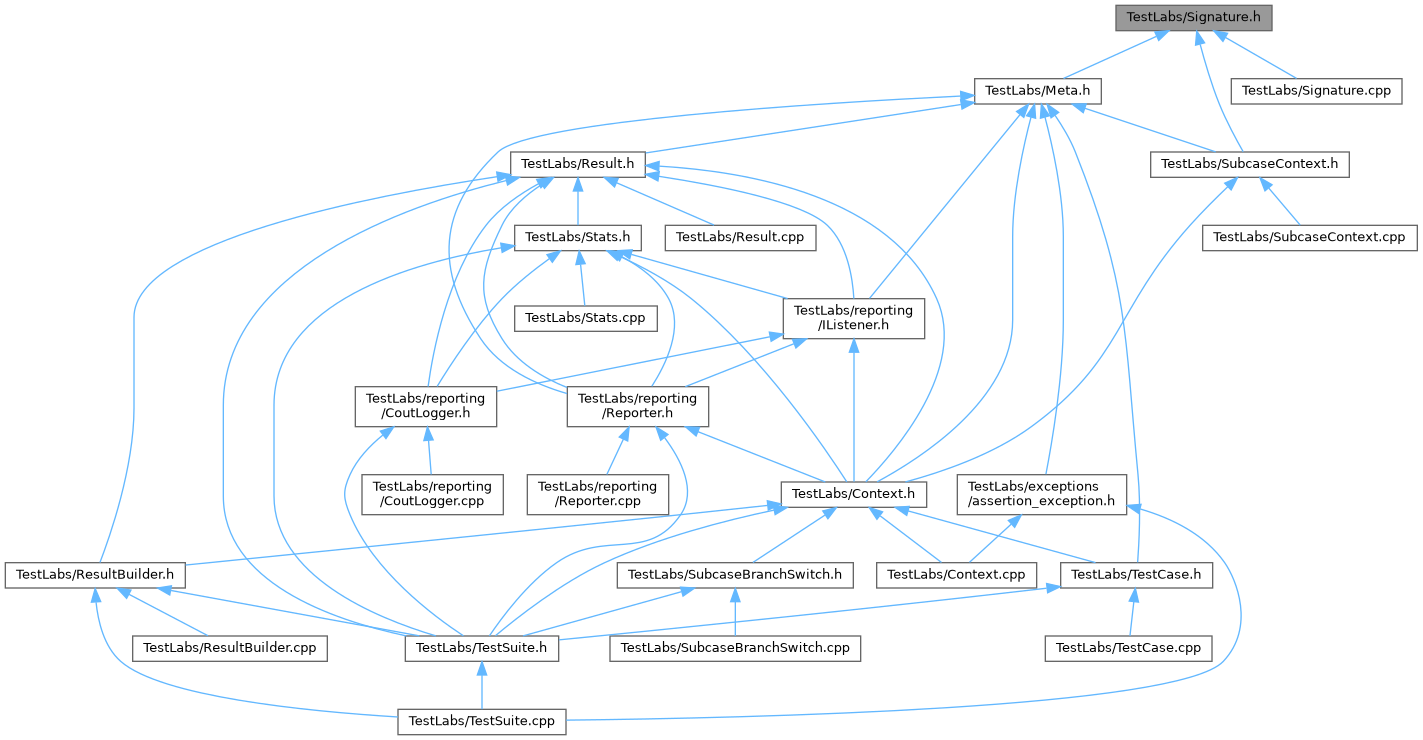 TestLabs/Signature.h
TestLabs/Meta.h
TestLabs/Signature.cpp
TestLabs/Result.h
TestLabs/SubcaseContext.h
TestLabs/Stats.h
TestLabs/Result.cpp
TestLabs/SubcaseContext.cpp
TestLabs/Stats.cpp
TestLabs/reporting
/IListener.h
TestLabs/reporting
/CoutLogger.h
TestLabs/reporting
/Reporter.h
TestLabs/reporting
/CoutLogger.cpp
TestLabs/reporting
/Reporter.cpp
TestLabs/Context.h
TestLabs/exceptions
/assertion_exception.h
TestLabs/ResultBuilder.h
TestLabs/SubcaseBranchSwitch.h
TestLabs/Context.cpp
TestLabs/TestCase.h
TestLabs/ResultBuilder.cpp
TestLabs/TestSuite.h
TestLabs/SubcaseBranchSwitch.cpp
TestLabs/TestCase.cpp
TestLabs/TestSuite.cpp